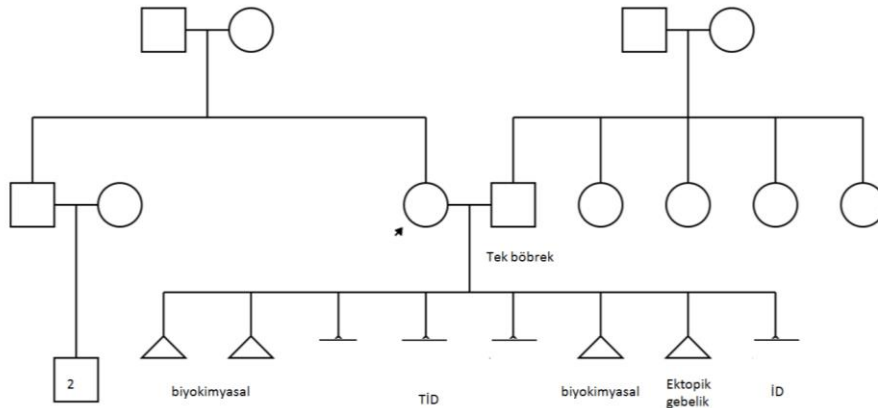 Tek böbrek
2
biyokimyasal
TİD
biyokimyasal
Ektopik
gebelik
İD